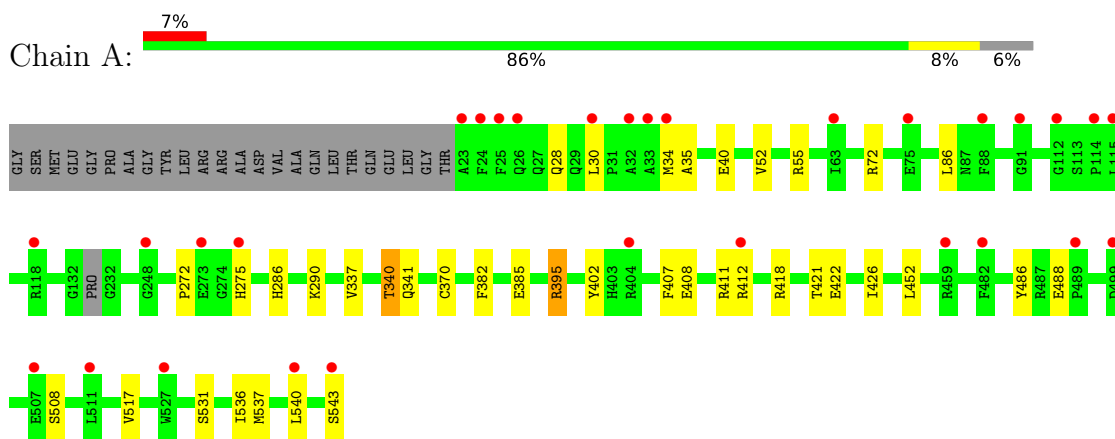 7%
Chain A:
86% 8% 6%
GLY SER MET GLU GLY PRO ALA GLY TYR LEU ARG ARG ALA ASP VAL ALA GLN LEU THR GLN GLU LEU GLY THR A23 F24 F25 Q26 Q27 Q28 Q29 L30 P31 A32 A33 M34 A35 E40 V52 R55 I63 R72 E75 L86 N87 F88 G91 G112 S113 P114 L115
R118 G132 PRO G232 G248 P272 E273 G274 H275 H286 K290 V337 T340 Q341 C370 F382 E385 R395 Y402 H403 R404 F407 E408 R411 R412 R418 T421 E422 I426 L452 R459 F482 Y486 R487 E488 P489
E507 S508 L511 V517 W527 S531 I536 M537 L540 S543